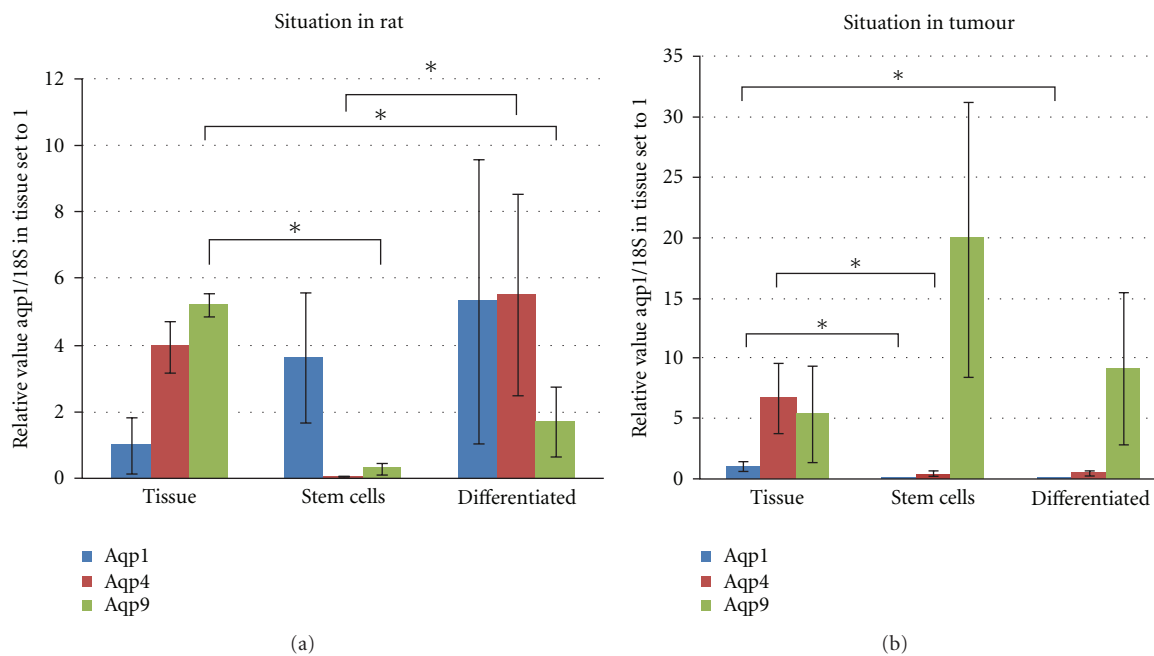 Situation in rat
Relative value aqp1/18S in tissue set to 1
12
10
8
6
4
2
0
*
*
*
Tissue
Stem cells
Differentiated
Aqp1
Aqp4
Aqp9
(a)
Situation in tumour
Relative value aqp1/18S in tissue set to 1
35
30
25
20
15
10
5
0
*
*
*
Tissue
Stem cells
Differentiated
Aqp1
Aqp4
Aqp9
(b)